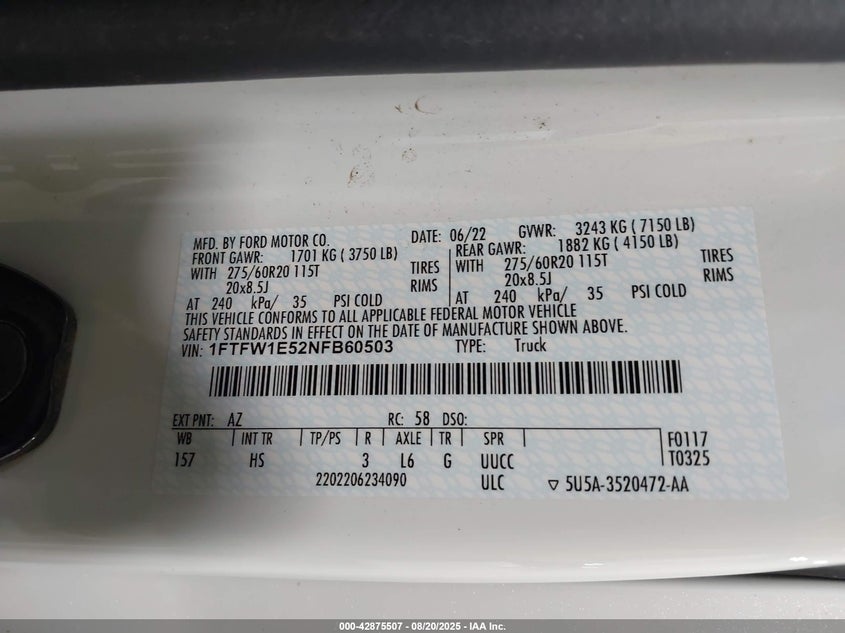 MFD. BY FORD MOTOR CO. DATE: 06/22 GVWR: 3243 KG ( 7150 LB)
FRONT GAWR: 1701 KG ( 3750 LB) REAR GAWR: 1882 KG ( 4150 LB)
WITH 275/60R20 115T TIRES WITH 275/60R20 115T TIRES
20x8.5J RIMS 20x8.5J RIMS
AT 240 kPa/ 35 PSI COLD AT 240 kPa/ 35 PSI COLD
THIS VEHICLE CONFORMS TO ALL APPLICABLE FEDERAL MOTOR VEHICLE
SAFETY STANDARDS IN EFFECT ON THE DATE OF MANUFACTURE SHOWN ABOVE.
VIN: 1FTFW1E52NFB60503 TYPE: Truck
EXT PNT: AZ RC: 58 DSO:
WB INT TR TP/PS R AXLE TR SPR F0117
157 HS 3 L6 G UUCC T0325
2202206234090 ULC ▽ 5U5A-3520472-AA
000-42875507 - 08/20/2025 - IAA Inc.